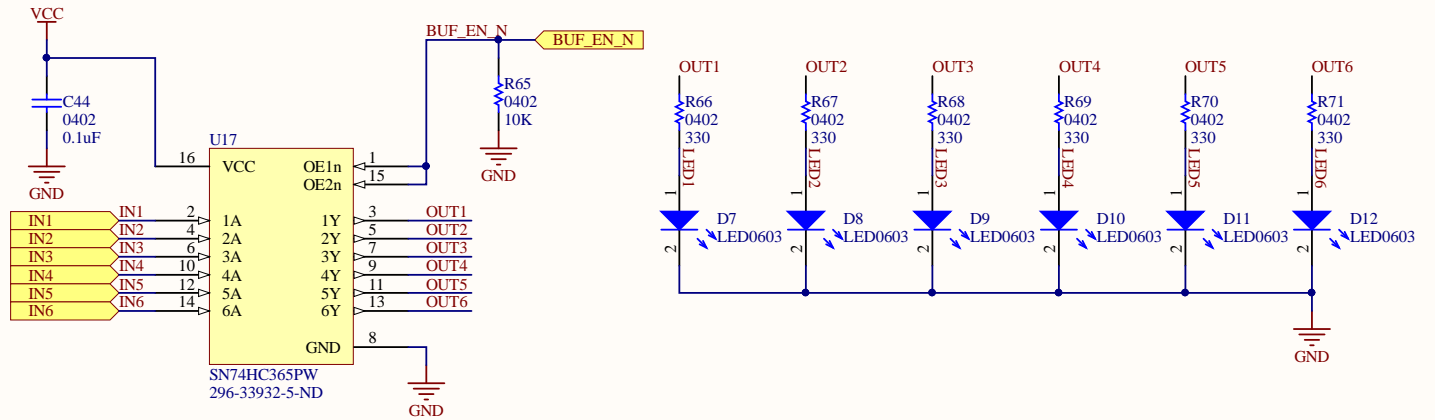 VCC
C44
0402
0.1uF
GND
BUF_EN_N
BUF_EN_N
R65
0402
10K
GND
U17
16 VCC OE1n 1
OE2n 15
IN1 IN1 2 1A 1Y 3 OUT1
IN2 IN2 4 2A 2Y 5 OUT2
IN3 IN3 6 3A 3Y 7 OUT3
IN4 IN4 10 4A 4Y 9 OUT4
IN5 IN5 12 5A 5Y 11 OUT5
IN6 IN6 14 6A 6Y 13 OUT6
GND 8
SN74HC365PW
296-33932-5-ND
GND
OUT1
R66
0402
330
LED1
1
D7
LED0603
2
OUT2
R67
0402
330
LED2
1
D8
LED0603
2
OUT3
R68
0402
330
LED3
1
D9
LED0603
2
OUT4
R69
0402
330
LED4
1
D10
LED0603
2
OUT5
R70
0402
330
LED5
1
D11
LED0603
2
OUT6
R71
0402
330
LED6
1
D12
LED0603
2
GND